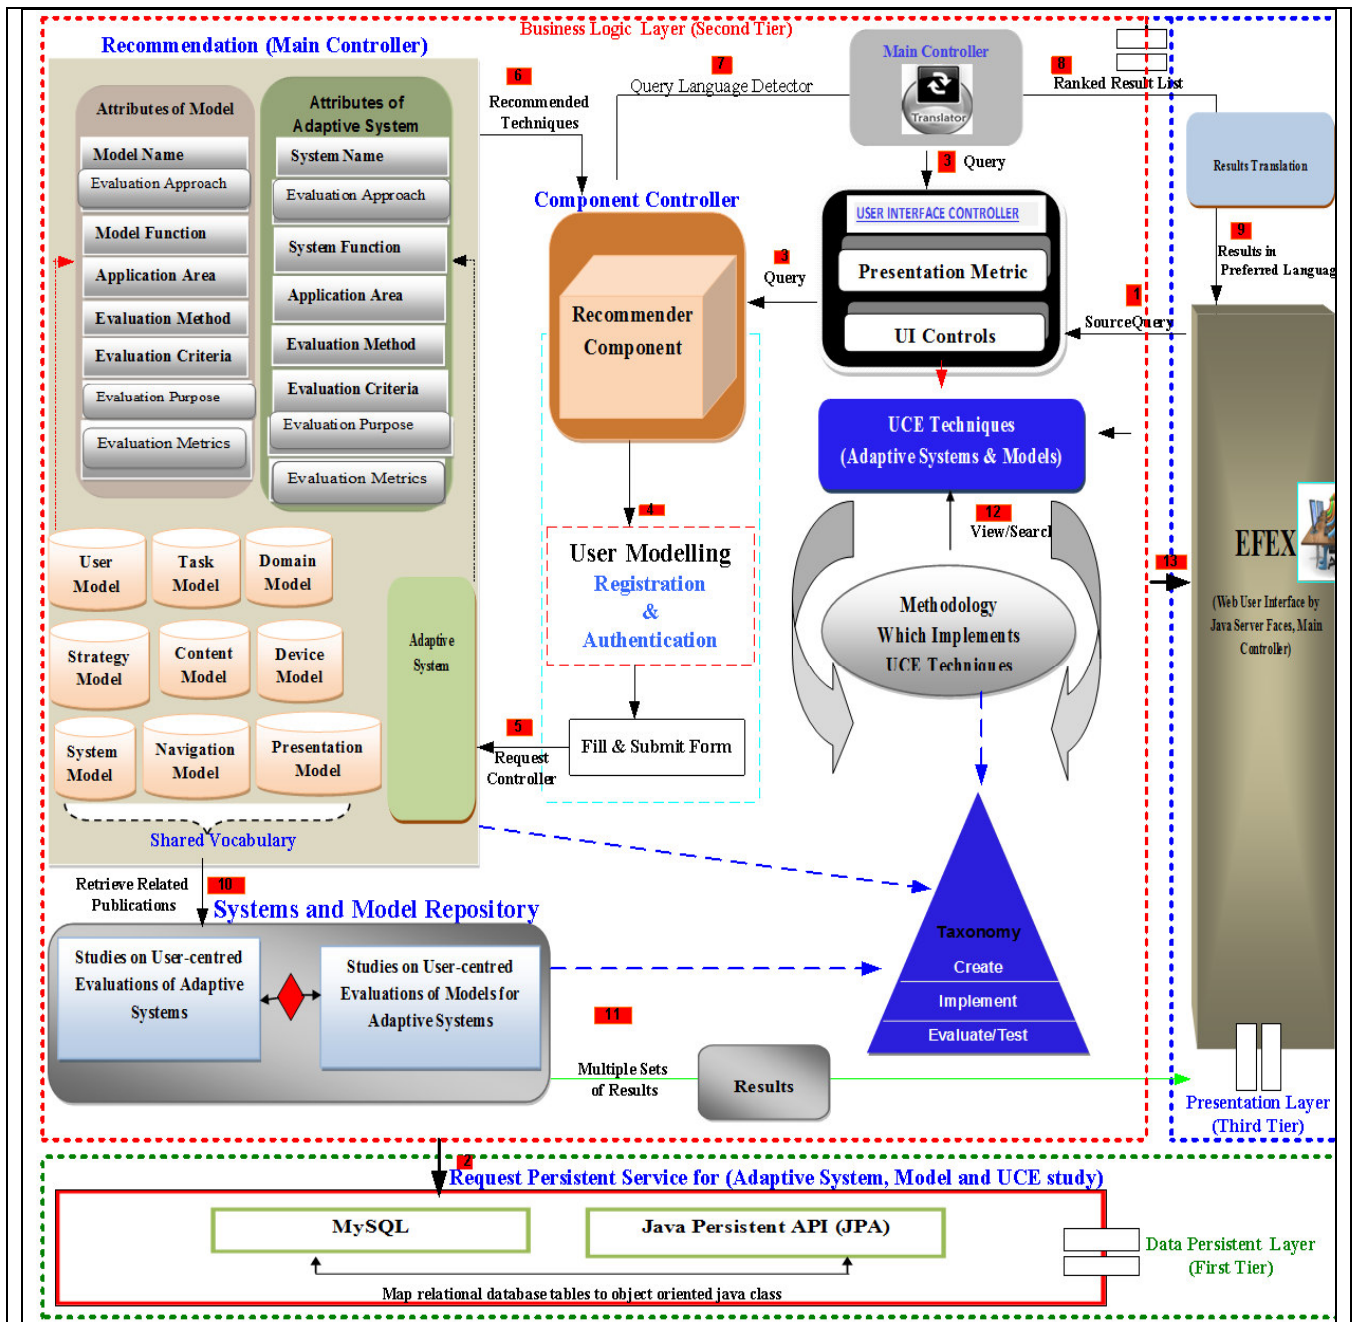 Business Logic Layer (Second Tier)
Recommendation (Main Controller)
Attributes of Model
Model Name
Evaluation Approach
Model Function
Application Area
Evaluation Method
Evaluation Criteria
Evaluation Purpose
Evaluation Metrics
Attributes of
Adaptive System
System Name
Evaluation Approach
System Function
Application Area
Evaluation Method
Evaluation Criteria
Evaluation Purpose
Evaluation Metrics
6
Recommended
Techniques
7
Query Language Detector
Main Controller
Translator
8
Ranked Result List
Results Translation
9
Results in
Preferred Languag
3
Query
Component Controller
Recommender
Component
3
Query
USER INTERFACE CONTROLLER
Presentation Metric
UI Controls
1
SourceQuery
UCE Techniques
(Adaptive Systems & Models)
12
View/Search
Methodology
Which Implements
UCE Techniques
13
EFEX
(Web User Interface by
Java Server Faces, Main
Controller)
4
User Modelling
Registration
&
Authentication
Fill & Submit Form
5
Request
Controller
User
Model
Task
Model
Domain
Model
Strategy
Model
Content
Model
Device
Model
System
Model
Navigation
Model
Presentation
Model
Adaptive
System
Shared Vocabulary
Retrieve Related
Publications
10
Systems and Model Repository
Studies on User-centred
Evaluations of Adaptive
Systems
Studies on User-centred
Evaluations of Models for
Adaptive Systems
Taxonomy
Create
Implement
Evaluate/Test
11
Multiple Sets
of Results
Results
Presentation Layer
(Third Tier)
2
Request Persistent Service for (Adaptive System, Model and UCE study)
MySQL
Java Persistent API (JPA)
Map relational database tables to object oriented java class
Data Persistent Layer
(First Tier)